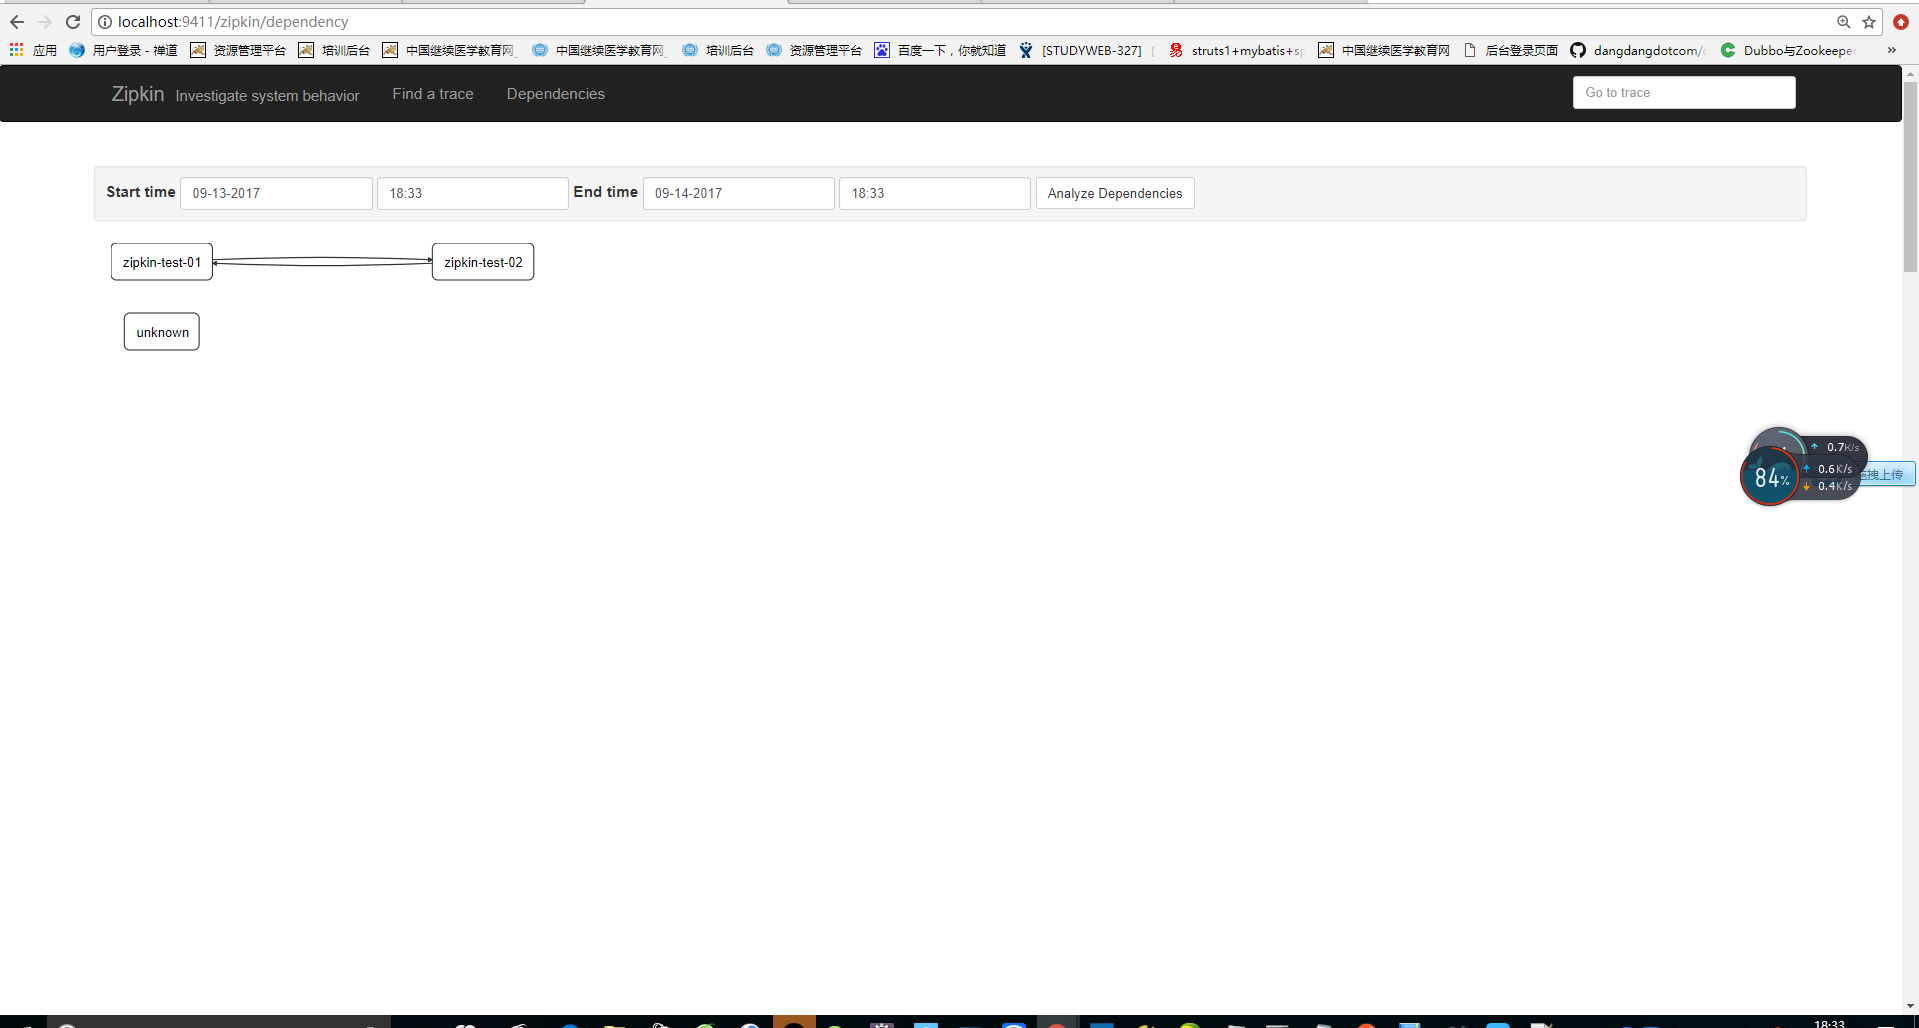 localhost:9411/zipkin/dependency
应用 用户登录 - 禅道 资源管理平台 培训后台 中国继续医学教育网_ 中国继续医学教育网_ 培训后台 资源管理平台 百度一下，你就知道 [STUDYWEB-327] [ struts1+mybatis+sp 中国继续医学教育网 后台登录页面 dangdangdotcom/ Dubbo与Zookeeper »
Zipkin Investigate system behavior Find a trace Dependencies Go to trace
Start time 09-13-2017 18:33 End time 09-14-2017 18:33 Analyze Dependencies
zipkin-test-01 zipkin-test-02
unknown
0.7K/s
84% 0.6K/s 拖拽上传
0.4K/s
18:33